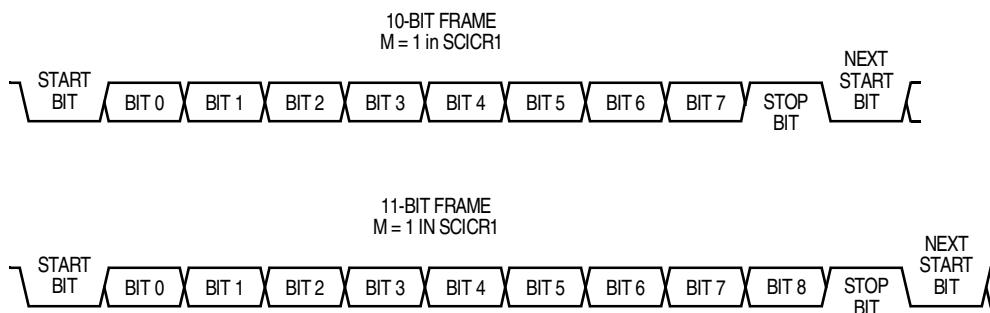 10-BIT FRAME
M = 1 in SCICR1
START
BIT
BIT 0 BIT 1 BIT 2 BIT 3 BIT 4 BIT 5 BIT 6 BIT 7
STOP
BIT
NEXT
START
BIT
11-BIT FRAME
M = 1 IN SCICR1
START
BIT
BIT 0 BIT 1 BIT 2 BIT 3 BIT 4 BIT 5 BIT 6 BIT 7 BIT 8
STOP
BIT
NEXT
START
BIT